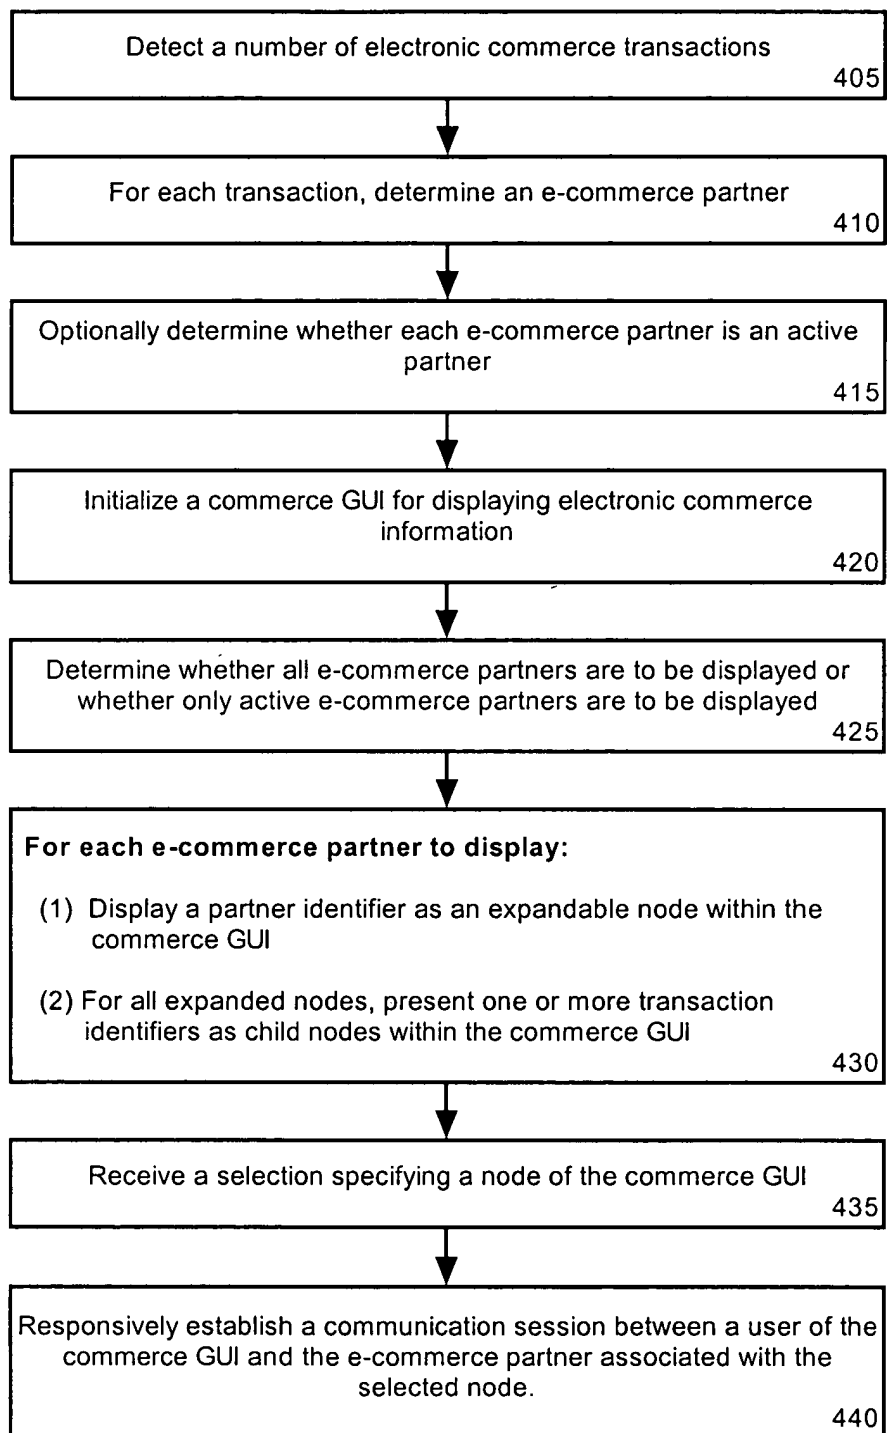 Detect a number of electronic commerce transactions
405
For each transaction, determine an e-commerce partner
410
Optionally determine whether each e-commerce partner is an active
partner
415
Initialize a commerce GUI for displaying electronic commerce
information
420
Determine whether all e-commerce partners are to be displayed or
whether only active e-commerce partners are to be displayed
425
For each e-commerce partner to display:
(1) Display a partner identifier as an expandable node within the
commerce GUI
(2) For all expanded nodes, present one or more transaction
identifiers as child nodes within the commerce GUI
430
Receive a selection specifying a node of the commerce GUI
435
Responsively establish a communication session between a user of the
commerce GUI and the e-commerce partner associated with the
selected node.
440